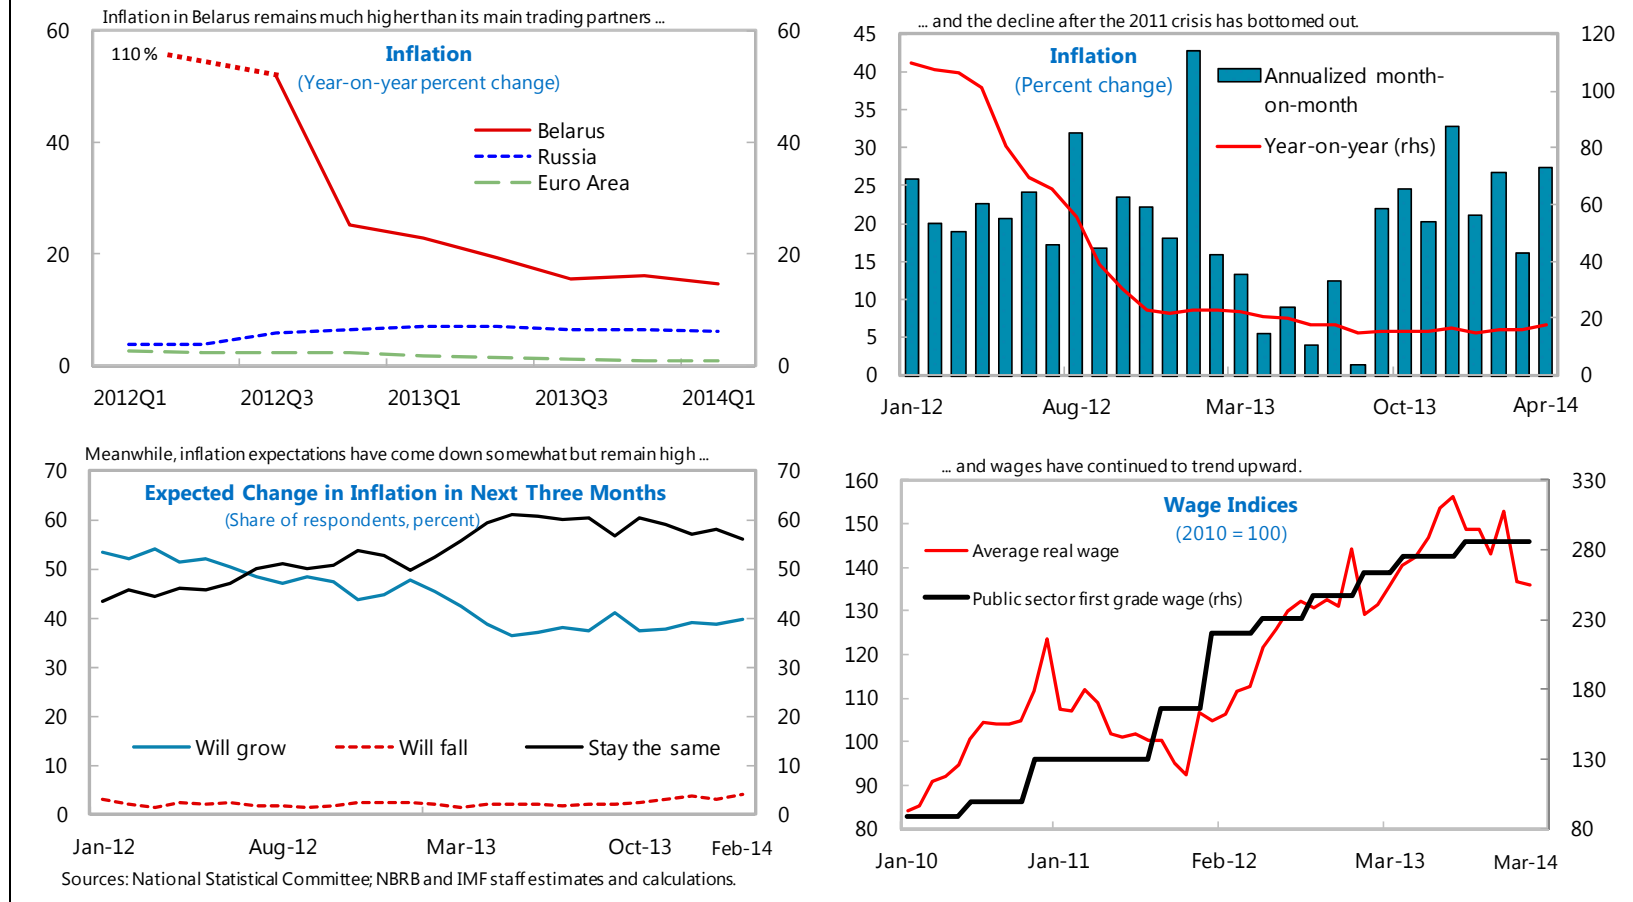 Inflation in Belarus remains much higher than its main trading partners ...
60
40
20
0
60
40
20
0
110 %
Inflation
(Year-on-year percent change)
Belarus
Russia
Euro Area
2012Q1
2012Q3
2013Q1
2013Q3
2014Q1
... and the decline after the 2011 crisis has bottomed out.
45
40
35
30
25
20
15
10
5
0
120
100
80
60
40
20
0
Inflation
(Percent change)
Annualized month-
on-month
Year-on-year (rhs)
Jan-12
Aug-12
Mar-13
Oct-13
Apr-14
Meanwhile, inflation expectations have come down somewhat but remain high ...
70
60
50
40
30
20
10
0
70
60
50
40
30
20
10
0
Expected Change in Inflation in Next Three Months
(Share of respondents, percent)
Will grow
Will fall
Stay the same
Jan-12
Aug-12
Mar-13
Oct-13
Feb-14
... and wages have continued to trend upward.
160
150
140
130
120
110
100
90
80
330
280
230
180
130
80
Wage Indices
(2010 = 100)
Average real wage
Public sector first grade wage (rhs)
Jan-10
Jan-11
Feb-12
Mar-13
Mar-14
Sources: National Statistical Committee; NBRB and IMF staff estimates and calculations.